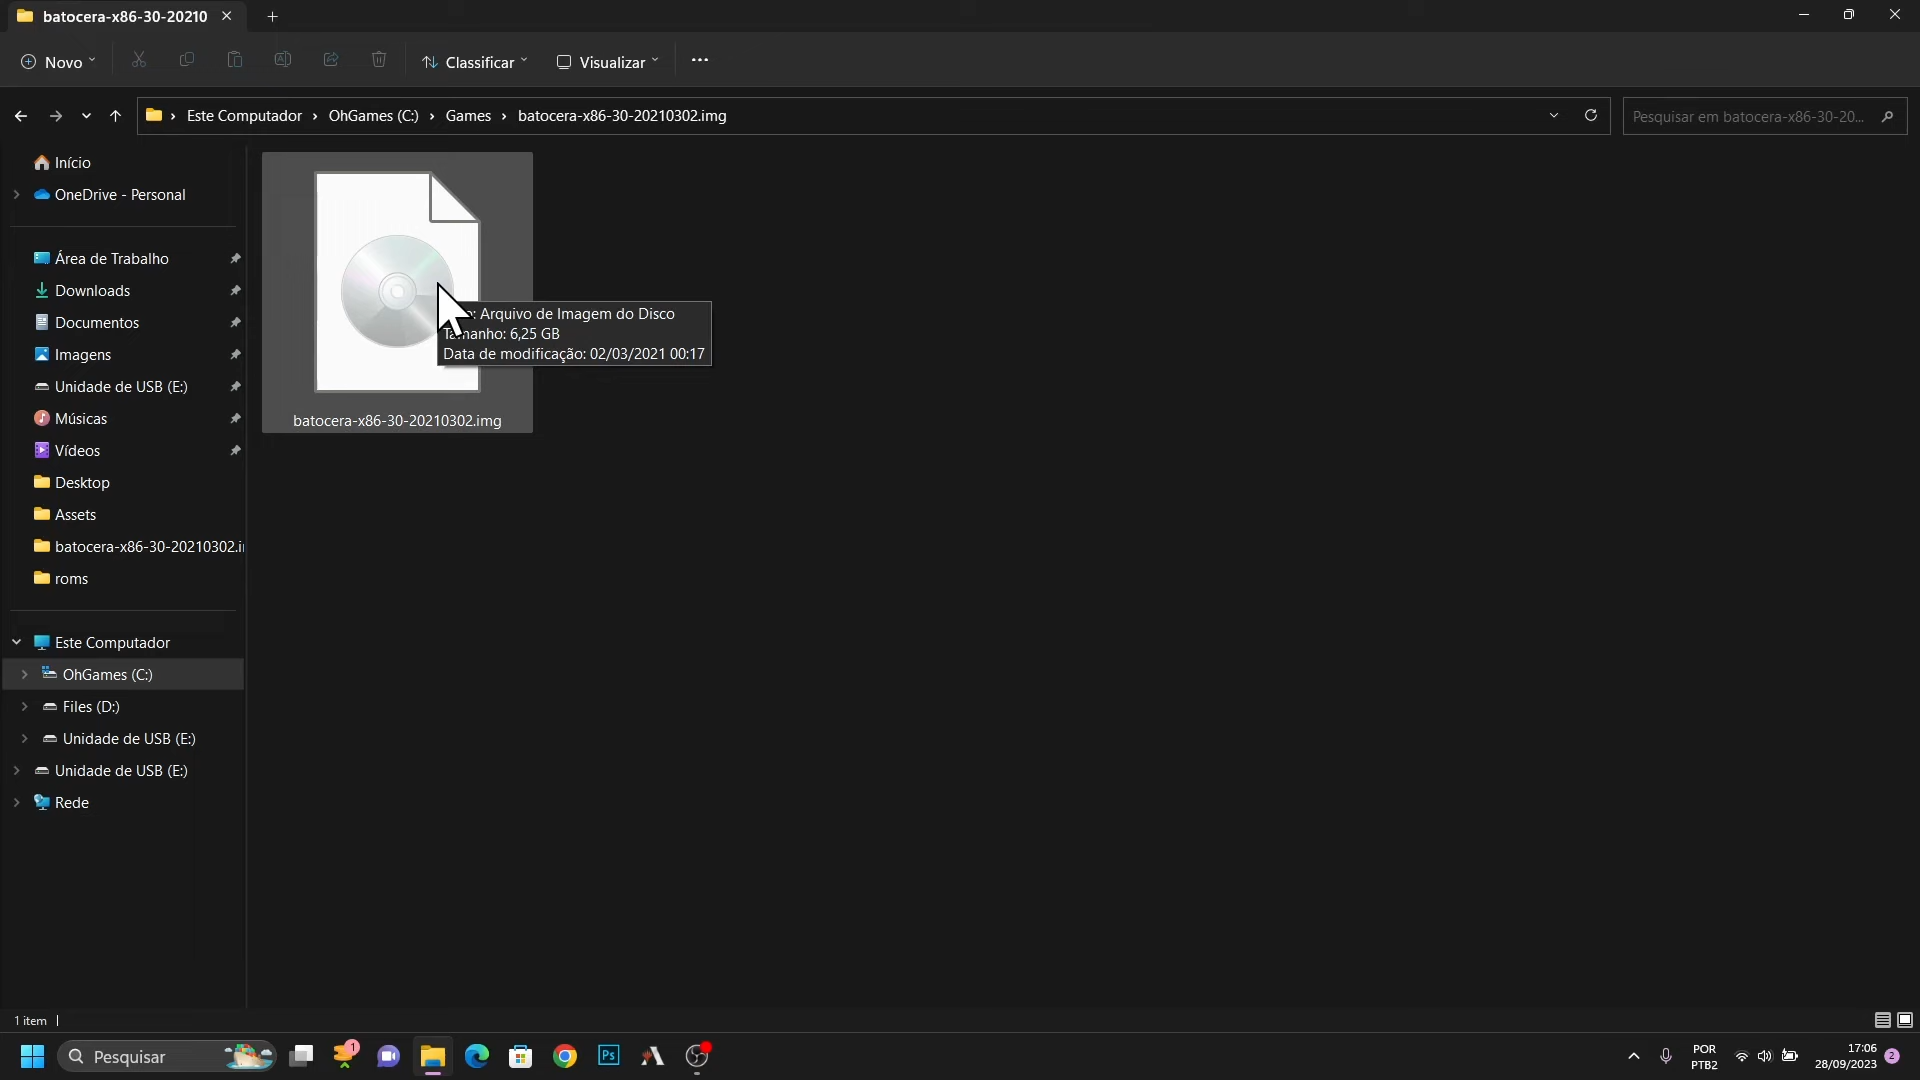 batocera-x86-30-20210
Novo
Classificar
Visualizar
Este Computador
OhGames (C:)
Games
batocera-x86-30-20210302.img
Pesquisar em batocera-x86-30-20...
Início
OneDrive - Personal
Área de Trabalho
Downloads
Documentos
Imagens
Unidade de USB (E:)
Músicas
Vídeos
Desktop
Assets
batocera-x86-30-20210302.i
roms
Este Computador
OhGames (C:)
Files (D:)
Unidade de USB (E:)
Unidade de USB (E:)
Rede
: Arquivo de Imagem do Disco
Tamanho: 6,25 GB
Data de modificação: 02/03/2021 00:17
batocera-x86-30-20210302.img
1 item
Pesquisar
1
Ps
POR
PTB2
17:06
28/09/2023
2